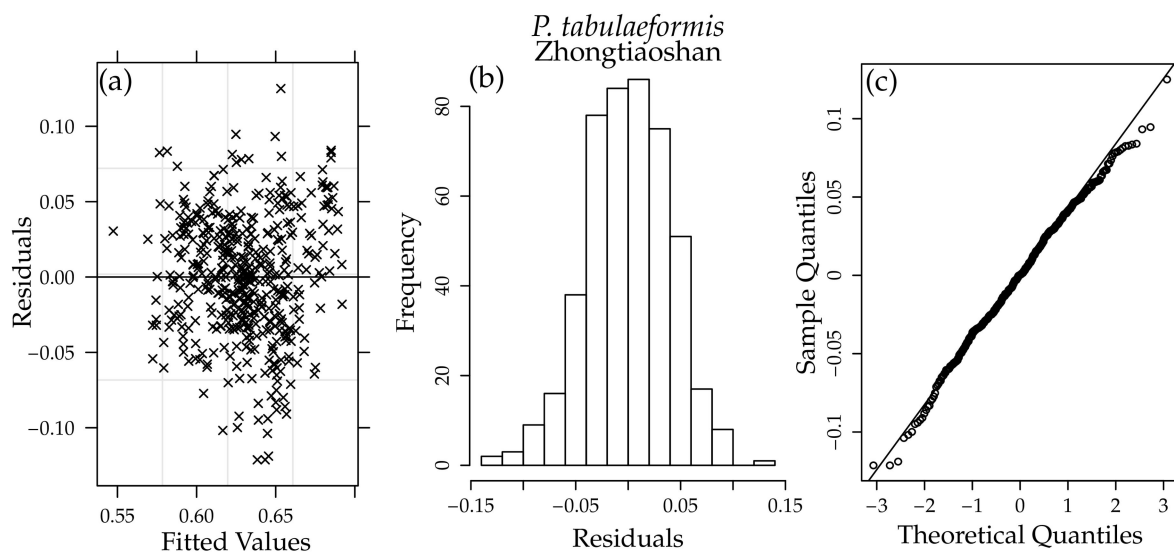 P. tabulaeformis
Zhongtiaoshan
(a)
0.10
0.05
0.00
−0.05
−0.10
Residuals
0.55
0.60
0.65
Fitted Values
(b)
80
60
40
20
0
Frequency
−0.15
−0.05
0.05
0.15
Residuals
(c)
0.1
0.05
0
−0.05
−0.1
Sample Quantiles
−3
−2
−1
0
1
2
3
Theoretical Quantiles